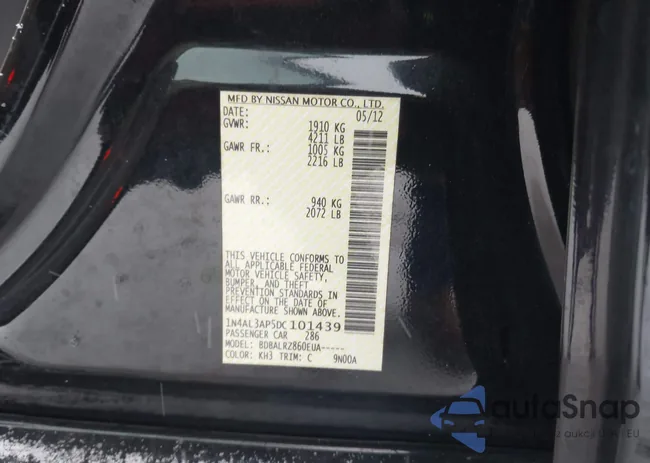 MFD BY NISSAN MOTOR CO., LTD.
DATE: 05/12
GVWR: 1910 KG
4211 LB
GAWR FR.: 1005 KG
2216 LB
GAWR RR.: 940 KG
2072 LB
THIS VEHICLE CONFORMS TO
ALL APPLICABLE FEDERAL
MOTOR VEHICLE SAFETY,
BUMPER, AND THEFT
PREVENTION STANDARDS IN
EFFECT ON THE DATE OF
MANUFACTURE SHOWN ABOVE.
1N4AL3AP5DC101439
PASSENGER CAR 286
MODEL: BDBALR2860EUA-----
COLOR: KH3 TRIM: C 9N00A
autoSnap
EU